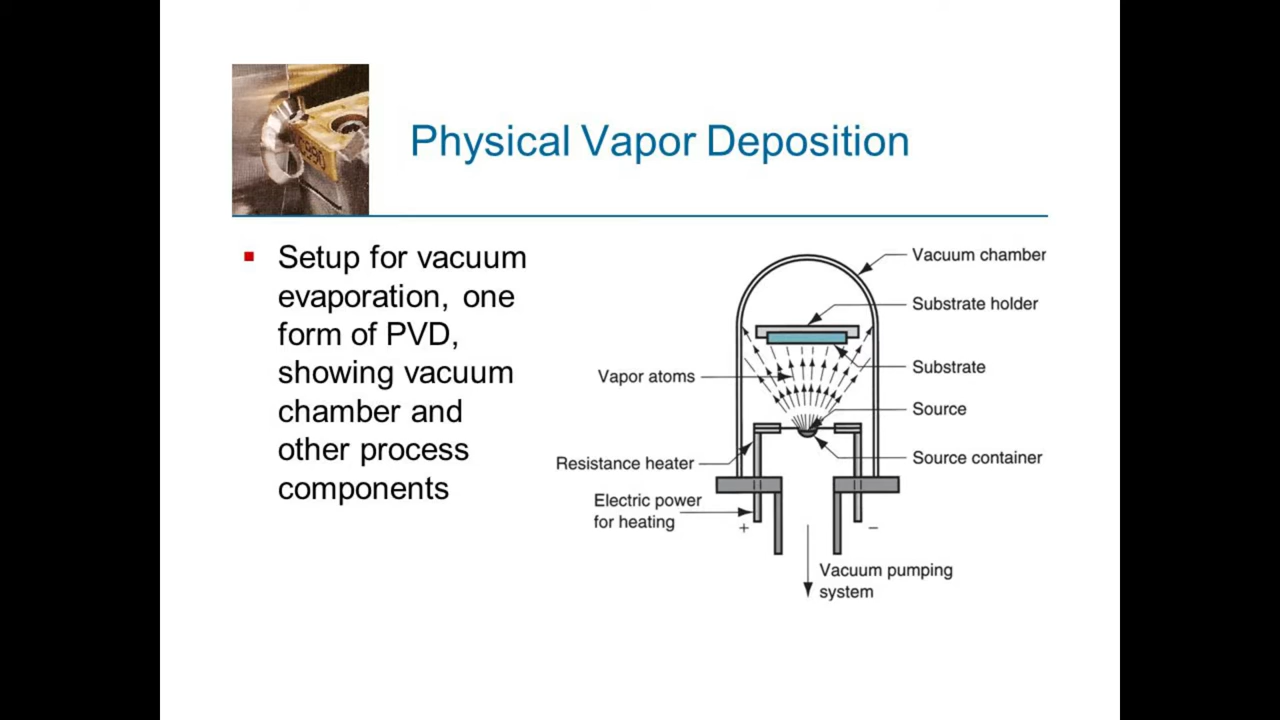 Physical Vapor Deposition
▪ Setup for vacuum
evaporation, one
form of PVD,
showing vacuum
chamber and
other process
components
Vacuum chamber
Substrate holder
Substrate
Vapor atoms
Source
Source container
Resistance heater
Electric power
for heating
+
–
Vacuum pumping
system